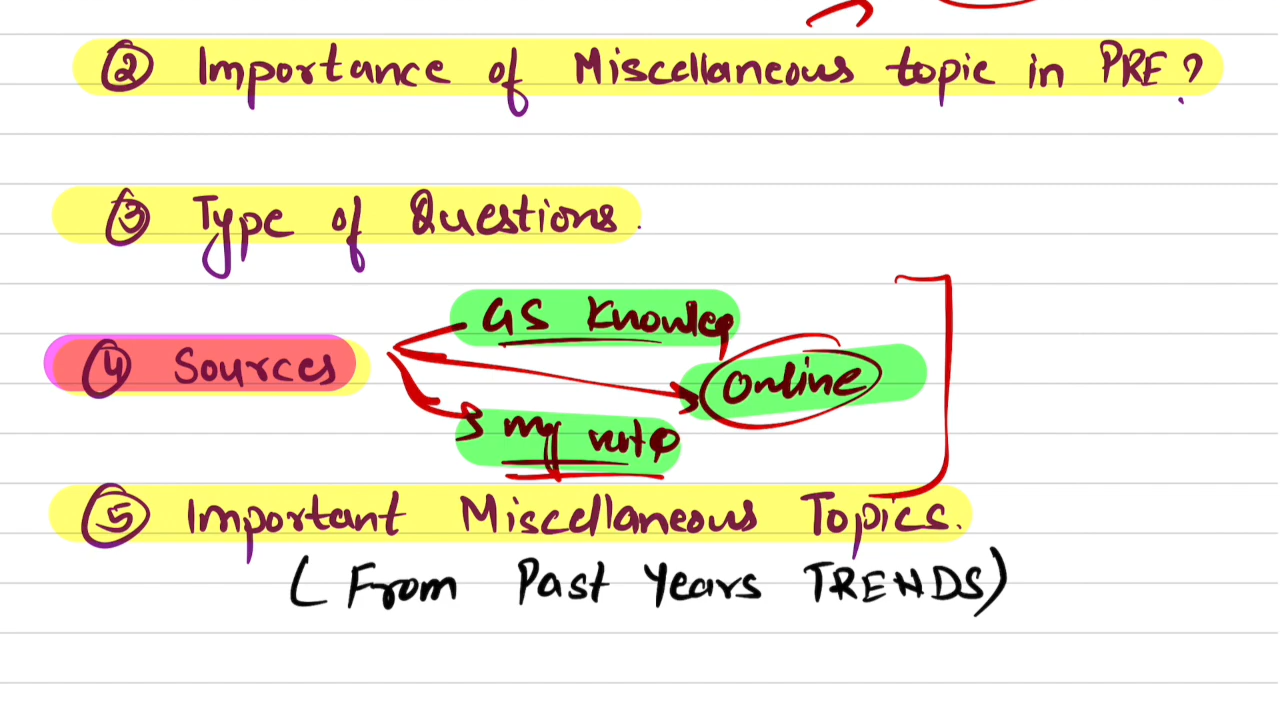 ② Importance of Miscellaneous topic in PRE?
③ Type of Questions.
GS Knowle
④ Sources
Online
my
⑤ Important Miscellaneous Topics.
(From Past Years TRENDS)